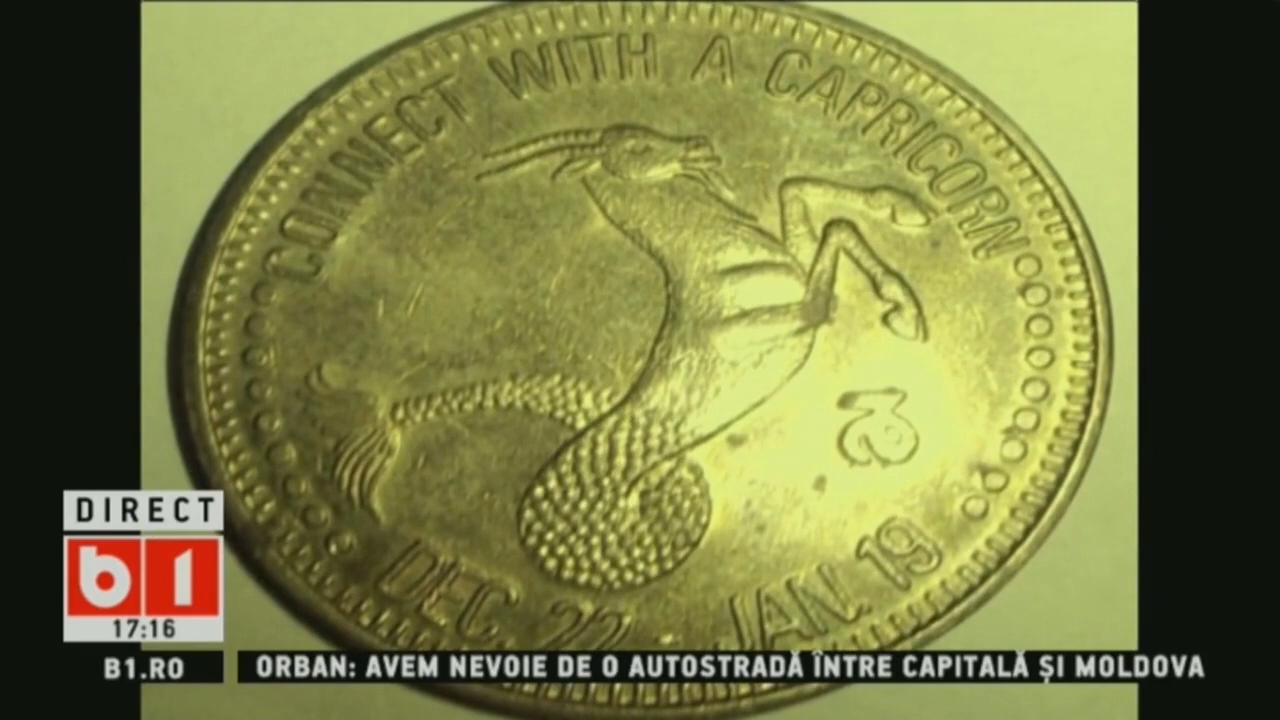 CONNECT WITH A CAPRICORN
DEC. 22 - JAN. 19
DIRECT
b1
17:16
B1.RO
ORBAN: AVEM NEVOIE DE O AUTOSTRADĂ ÎNTRE CAPITALĂ ŞI MOLDOVA